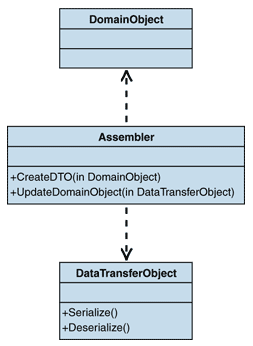 DomainObject
Assembler
+CreateDTO(in DomainObject)
+UpdateDomainObject(in DataTransferObject)
DataTransferObject
+Serialize()
+Deserialize()